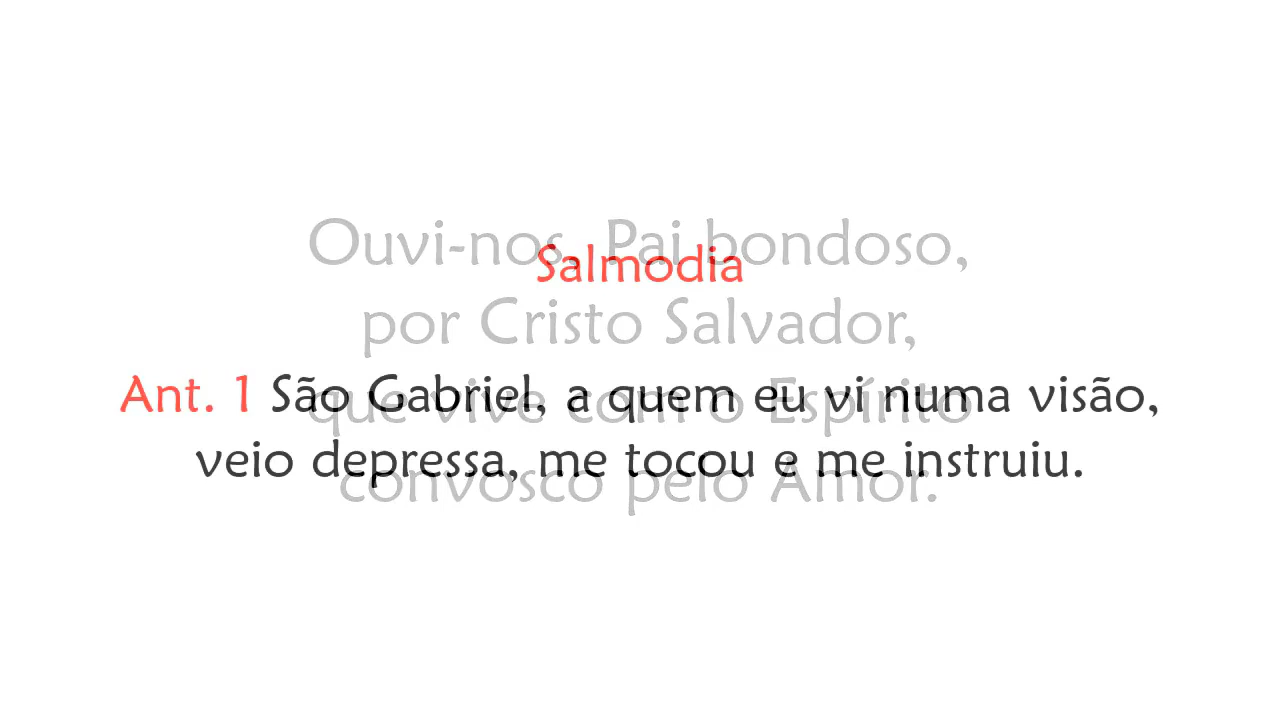 Ouvi-nos, Pai bondoso,
por Cristo Salvador,
que vive com o Espírito
convosco pelo Amor.
Salmodia
Ant. 1 São Gabriel, a quem eu vi numa visão,
veio depressa, me tocou e me instruiu.